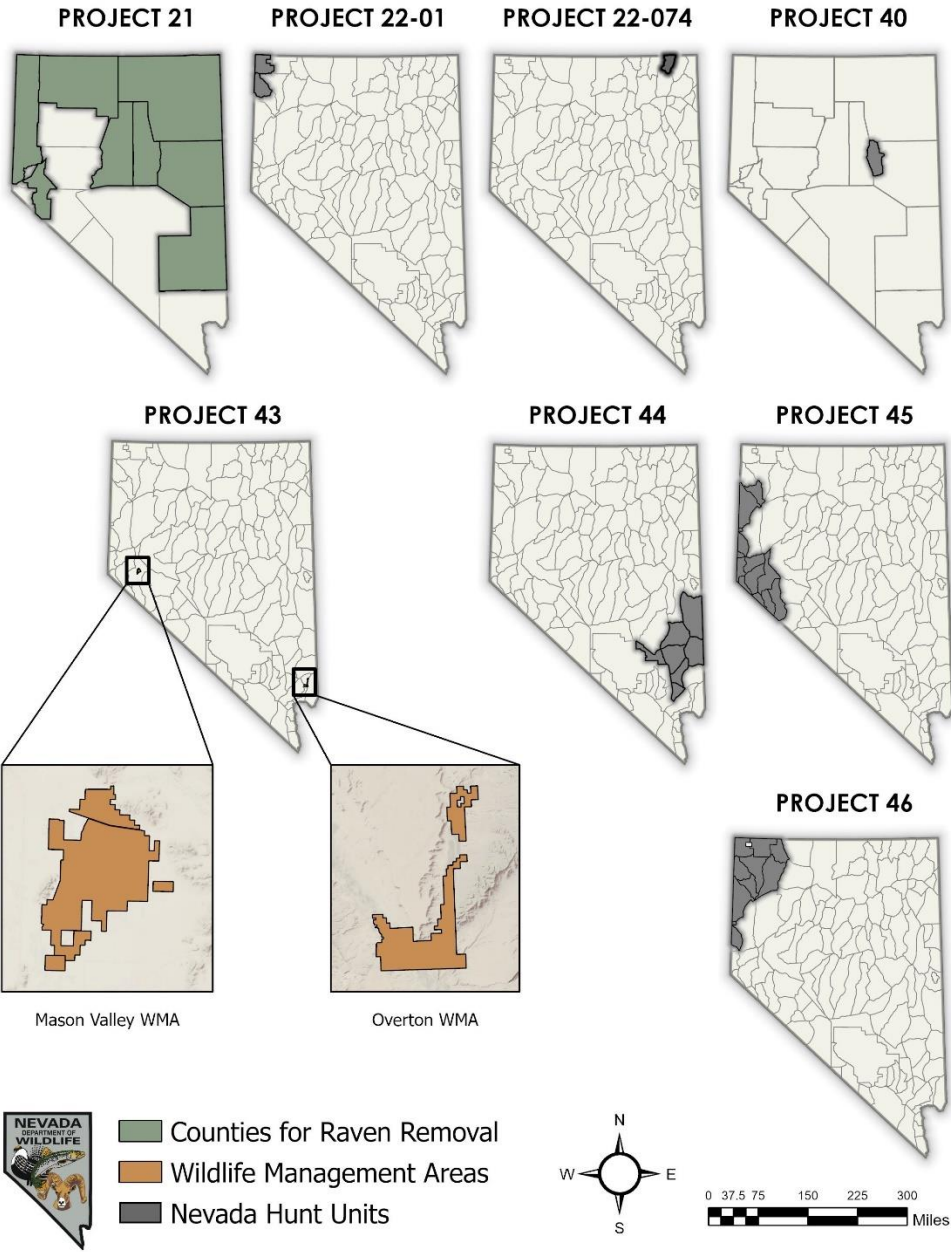 PROJECT 21
PROJECT 22-01
PROJECT 22-074
PROJECT 40
PROJECT 43
PROJECT 44
PROJECT 45
PROJECT 46
Mason Valley WMA
Overton WMA
NEVADA
DEPARTMENT OF
WILDLIFE
Counties for Raven Removal
Wildlife Management Areas
Nevada Hunt Units
N
W E
S
0 37.5 75 150 225 300
Miles